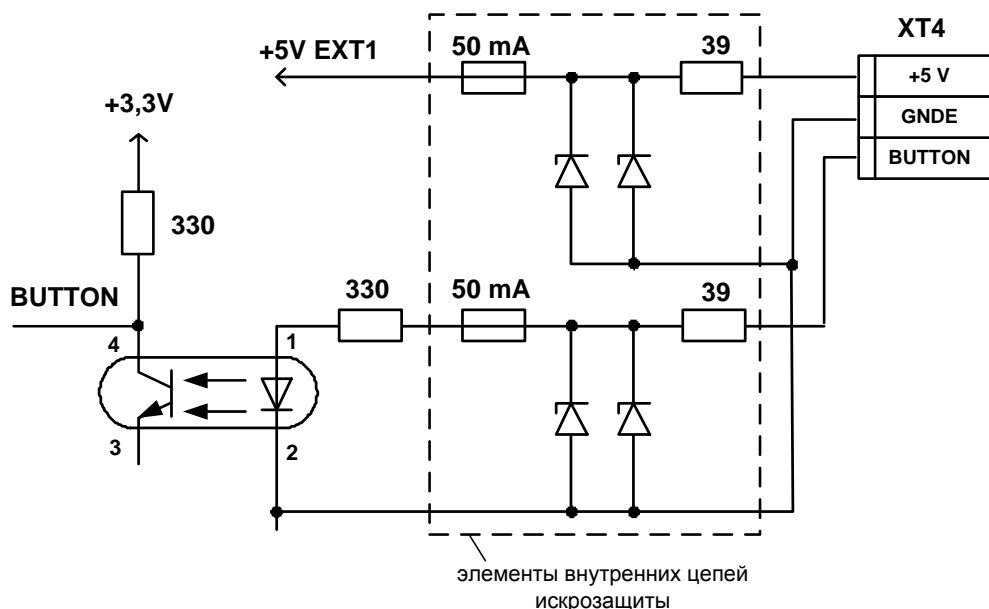 XT4
50 mA
39
+5V EXT1
+5 V
GNDE
BUTTON
+3,3V
330
BUTTON
330
50 mA
39
4
1
3
2
элементы внутренних цепей
искрозащиты